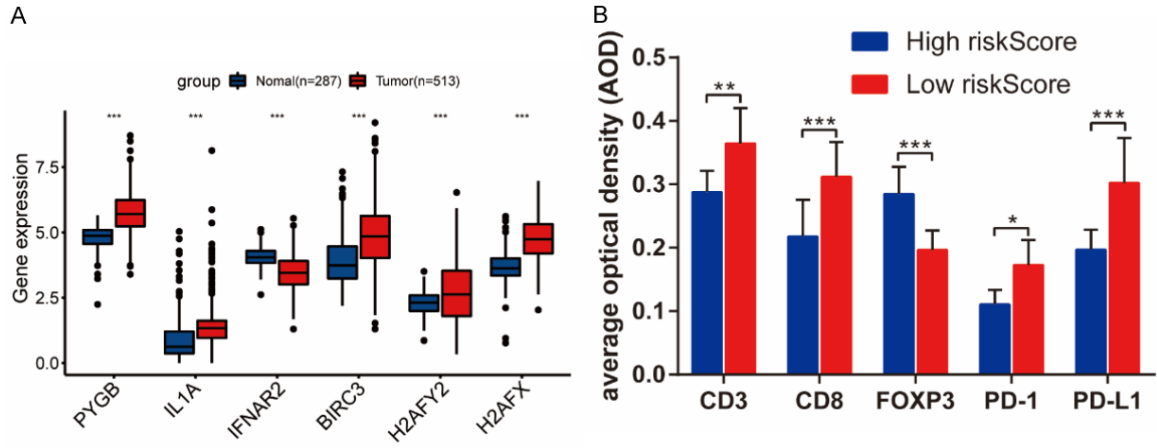 A
group Nomal(n=287) Tumor(n=513)
*** *** *** *** *** ***
Gene expression
7.5
5.0
2.5
0.0
PYGB IL1A IFNAR2 BIRC3 H2AFY2 H2AFX
B
High riskScore
Low riskScore
average optical density (AOD)
0.5
0.4
0.3
0.2
0.1
0.0
** *** *** * ***
CD3 CD8 FOXP3 PD-1 PD-L1